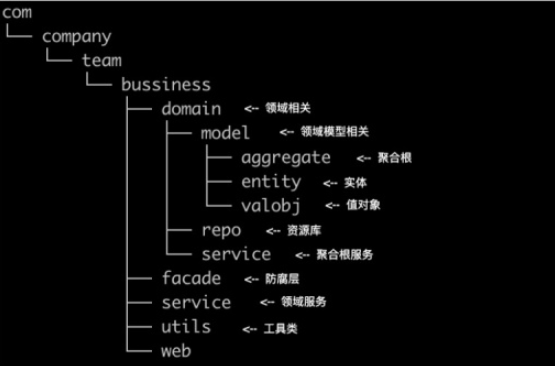 com
└── company
└── team
└── bussiness
├── domain <-- 领域相关
├── model <-- 领域模型相关
├── aggregate <-- 聚合根
├── entity <-- 实体
└── valobj <-- 值对象
├── repo <-- 资源库
└── service <-- 聚合根服务
├── facade <-- 防腐层
├── service <-- 领域服务
├── utils <-- 工具类
└── web